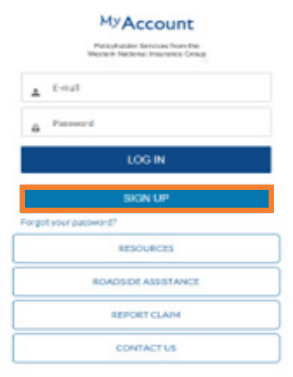 MyAccount
Policyholder Services from the
Western National Insurance Group
E-mail
Password
LOG IN
SIGN UP
Forgot your password?
RESOURCES
ROADSIDE ASSISTANCE
REPORT CLAIM
CONTACT US